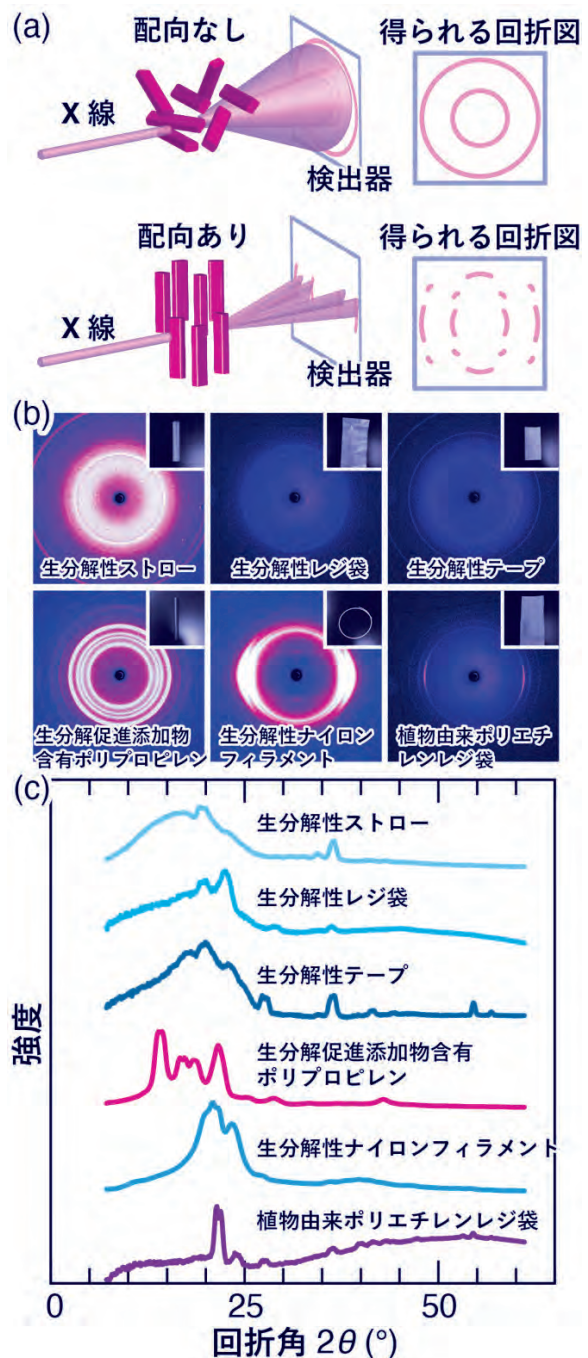 (a)
配向なし
得られる回折図
X 線
検出器
配向あり
得られる回折図
X 線
検出器
(b)
生分解性ストロー
生分解性レジ袋
生分解性テープ
生分解促進添加物
含有ポリプロピレン
生分解性ナイロン
フィラメント
植物由来ポリエチ
レンレジ袋
(c)
生分解性ストロー
生分解性レジ袋
生分解性テープ
生分解促進添加物含有
ポリプロピレン
生分解性ナイロンフィラメント
植物由来ポリエチレンレジ袋
強度
0 25 50
回折角 2θ (°)